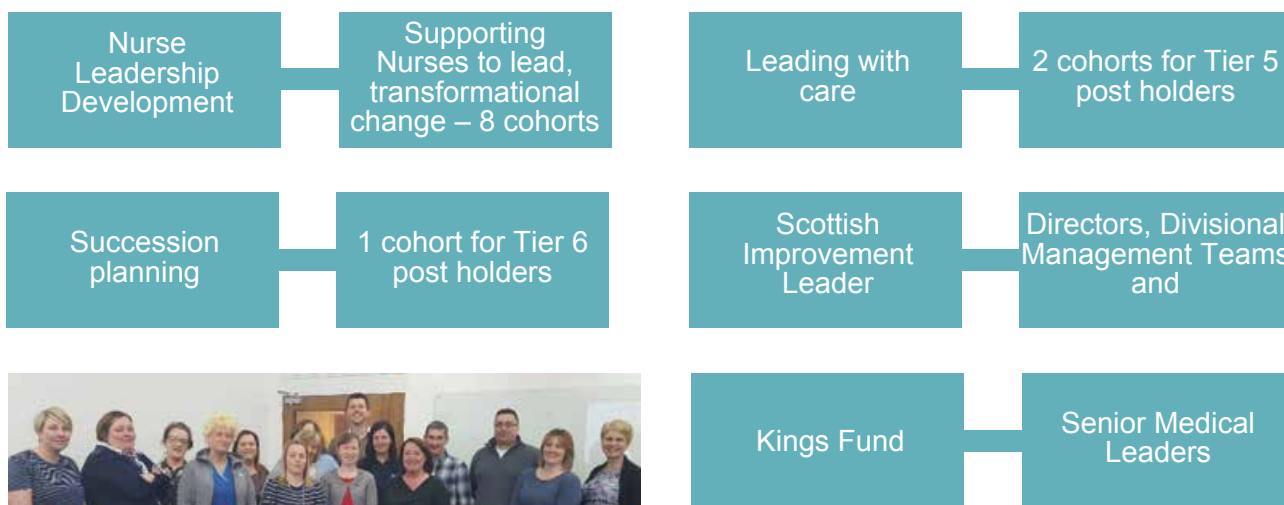 Nurse
Leadership
Development
Supporting
Nurses to lead,
transformational
change – 8 cohorts
Leading with
care
2 cohorts for Tier 5
post holders
Succession
planning
1 cohort for Tier 6
post holders
Scottish
Improvement
Leader
Directors, Divisional
Management Teams
and
Kings Fund
Senior Medical
Leaders